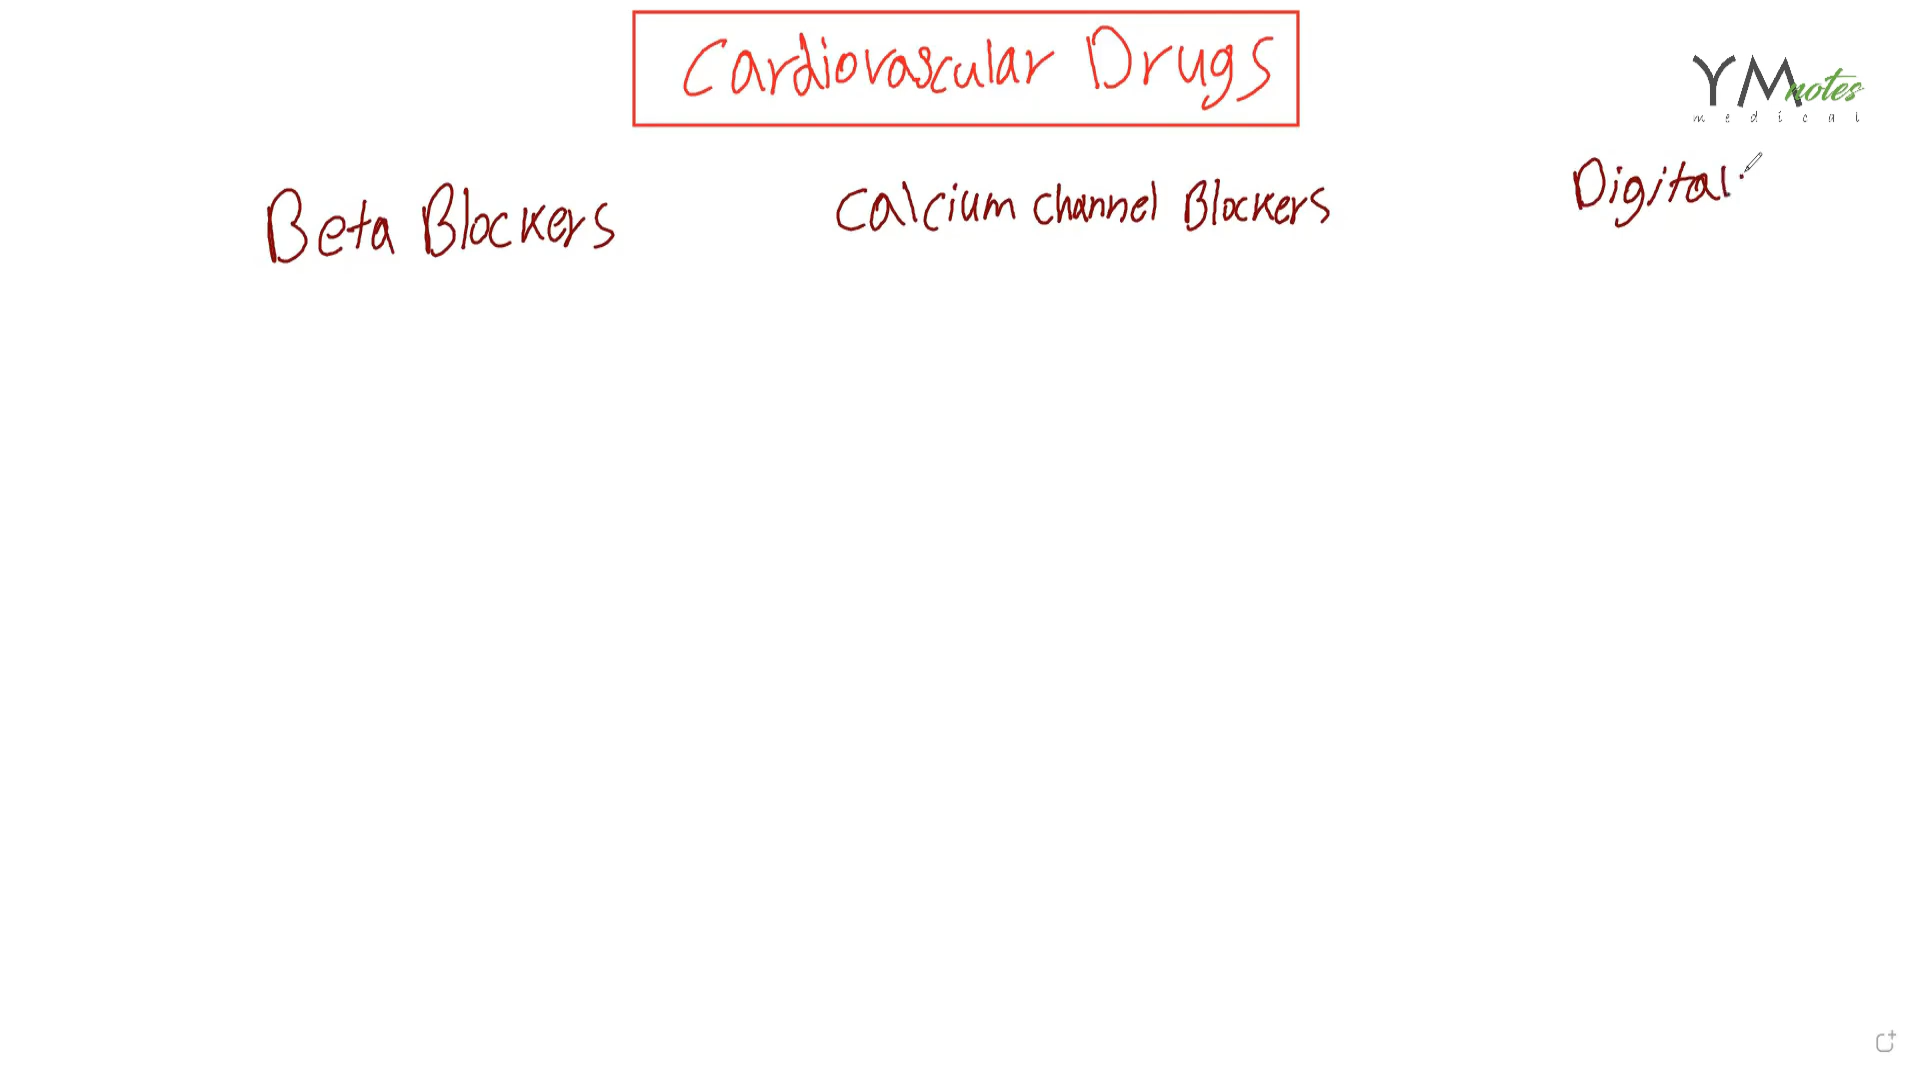 Cardiovascular Drugs
YM notes
medical
Beta Blockers
Calcium channel Blockers
Digital